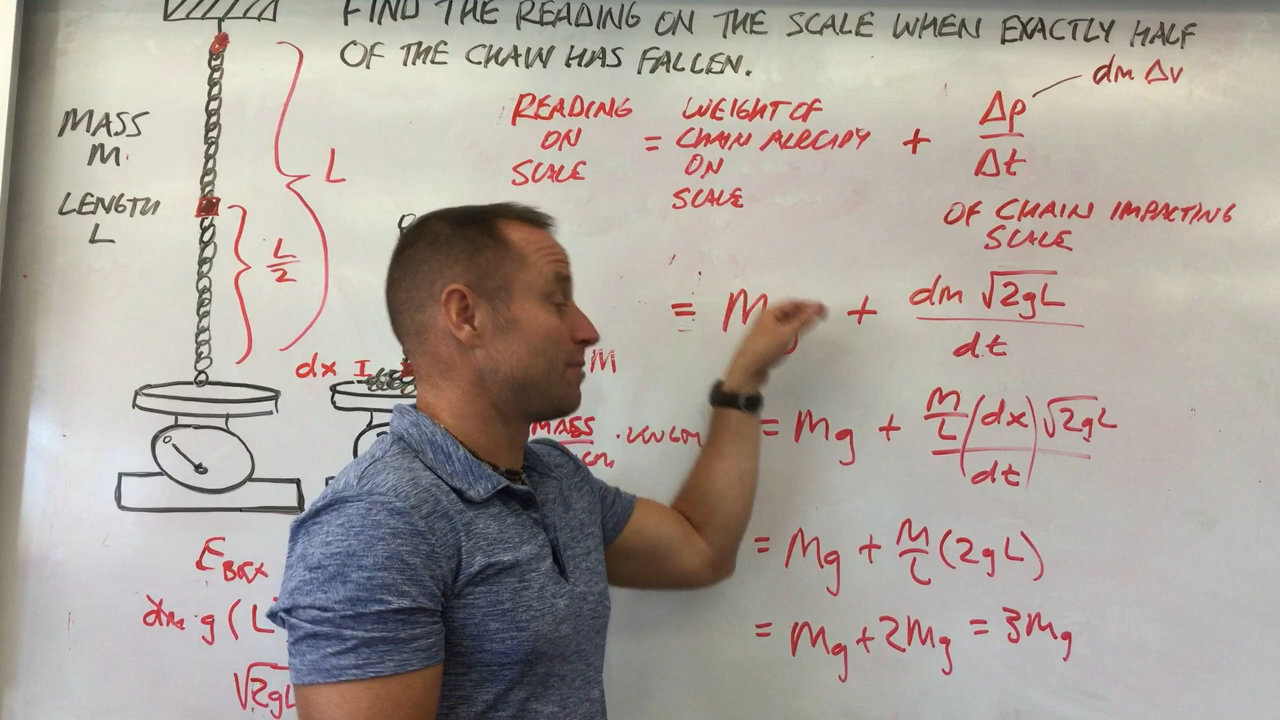 FIND THE READING ON THE SCALE WHEN EXACTLY HALF
OF THE CHAIN HAS FALLEN.
MASS
M
LENGTH
L
L
L/2
dx
M
READING
ON
SCALE
=
WEIGHT OF
CHAIN ALREADY
ON
SCALE
+
Δp/Δt
dm Δv
OF CHAIN IMPACTING
SCALE
= M + dm √2gL / dt
MASS
· LENGTH
= Mg + M/L (dx) √2gL / dt
= Mg + M/L (2gL)
= Mg + 2Mg = 3Mg
E
dm·g(L
√2gL